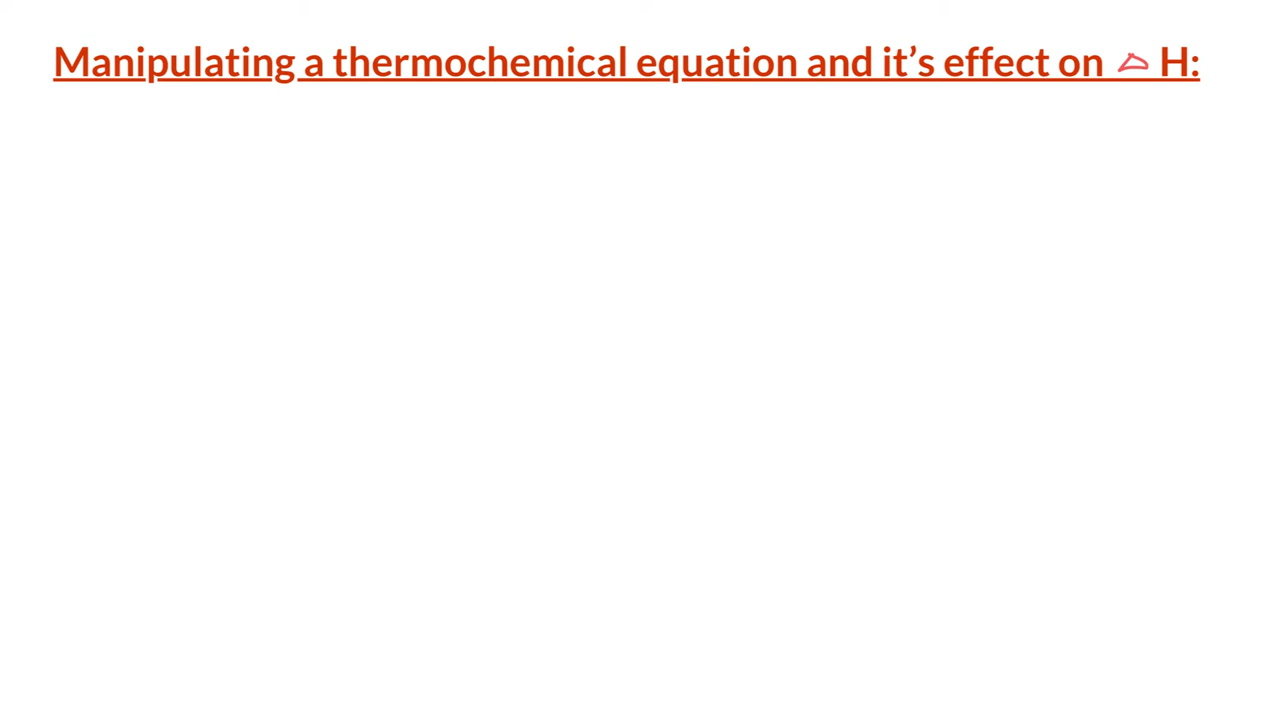 Manipulating a thermochemical equation and it’s effect on △ H: